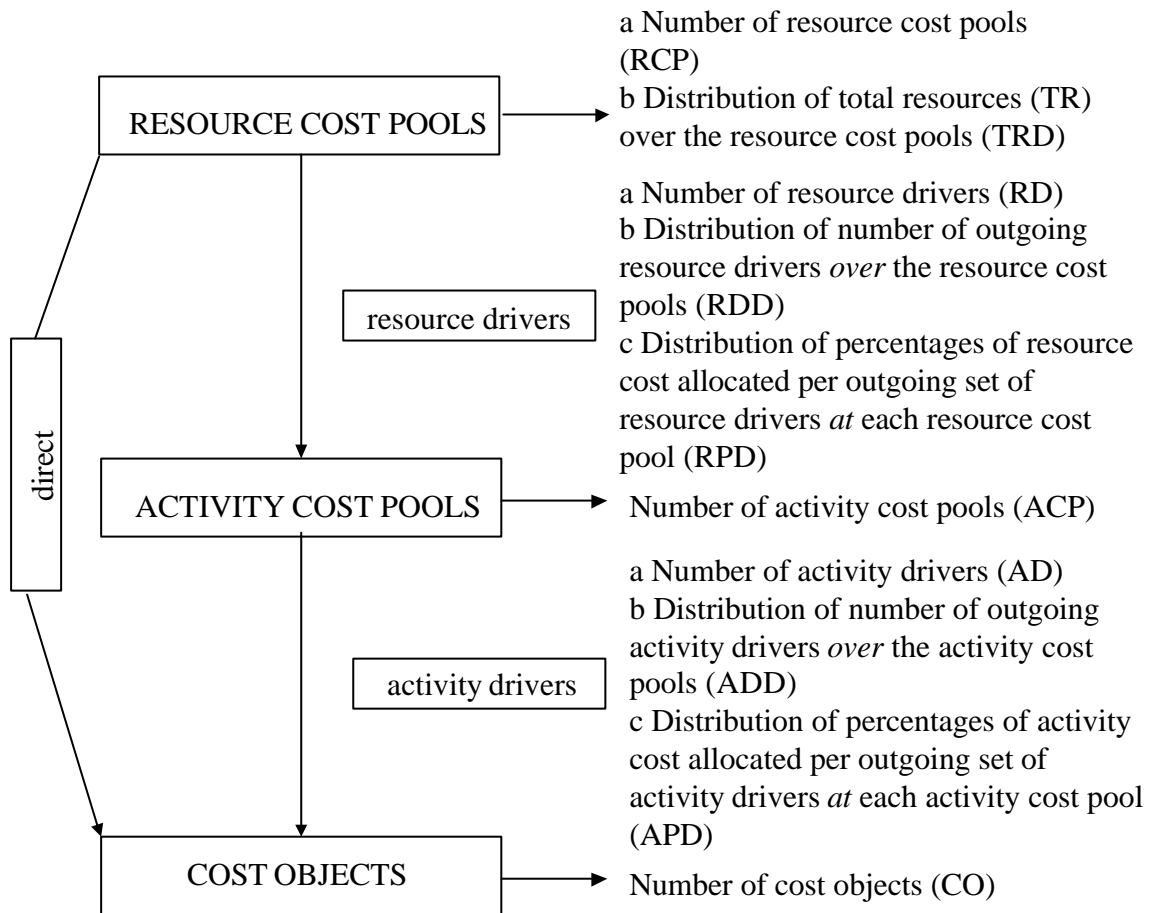 a Number of resource cost pools
(RCP)
b Distribution of total resources (TR)
over the resource cost pools (TRD)
RESOURCE COST POOLS
a Number of resource drivers (RD)
b Distribution of number of outgoing
resource drivers over the resource cost
pools (RDD)
c Distribution of percentages of resource
cost allocated per outgoing set of
resource drivers at each resource cost
pool (RPD)
resource drivers
direct
ACTIVITY COST POOLS
Number of activity cost pools (ACP)
a Number of activity drivers (AD)
b Distribution of number of outgoing
activity drivers over the activity cost
pools (ADD)
c Distribution of percentages of activity
cost allocated per outgoing set of
activity drivers at each activity cost pool
(APD)
activity drivers
COST OBJECTS
Number of cost objects (CO)